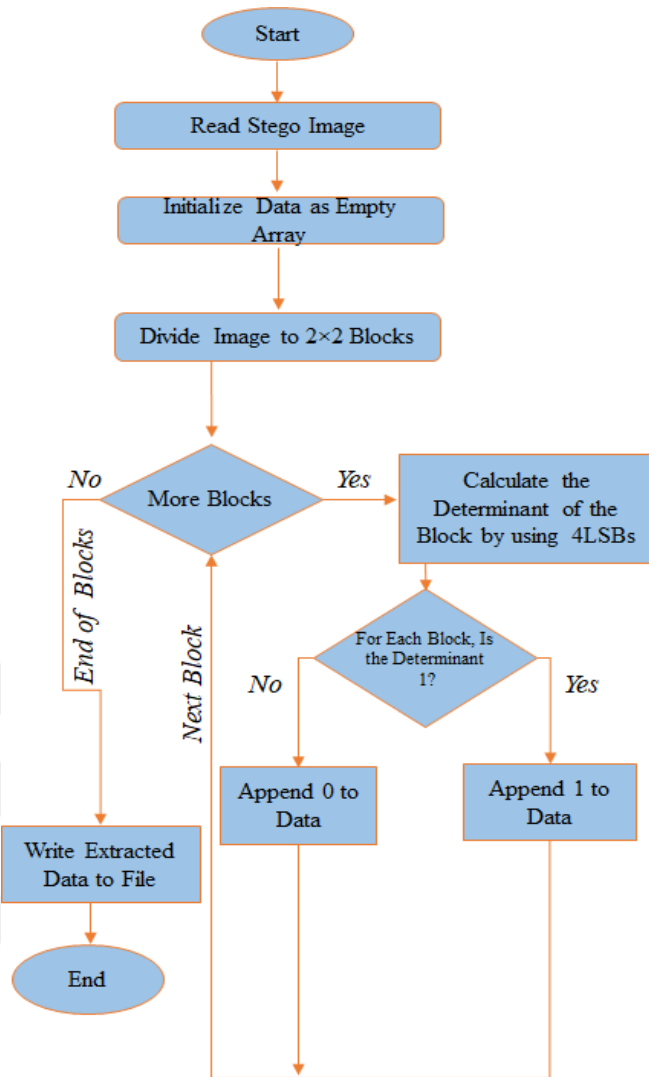 Start
Read Stego Image
Initialize Data as Empty
Array
Divide Image to 2×2 Blocks
No
More Blocks
Yes
Calculate the
Determinant of the
Block by using 4LSBs
End of Blocks
Next Block
For Each Block, Is
the Determinant
1?
No
Yes
Append 0 to
Data
Append 1 to
Data
Write Extracted
Data to File
End